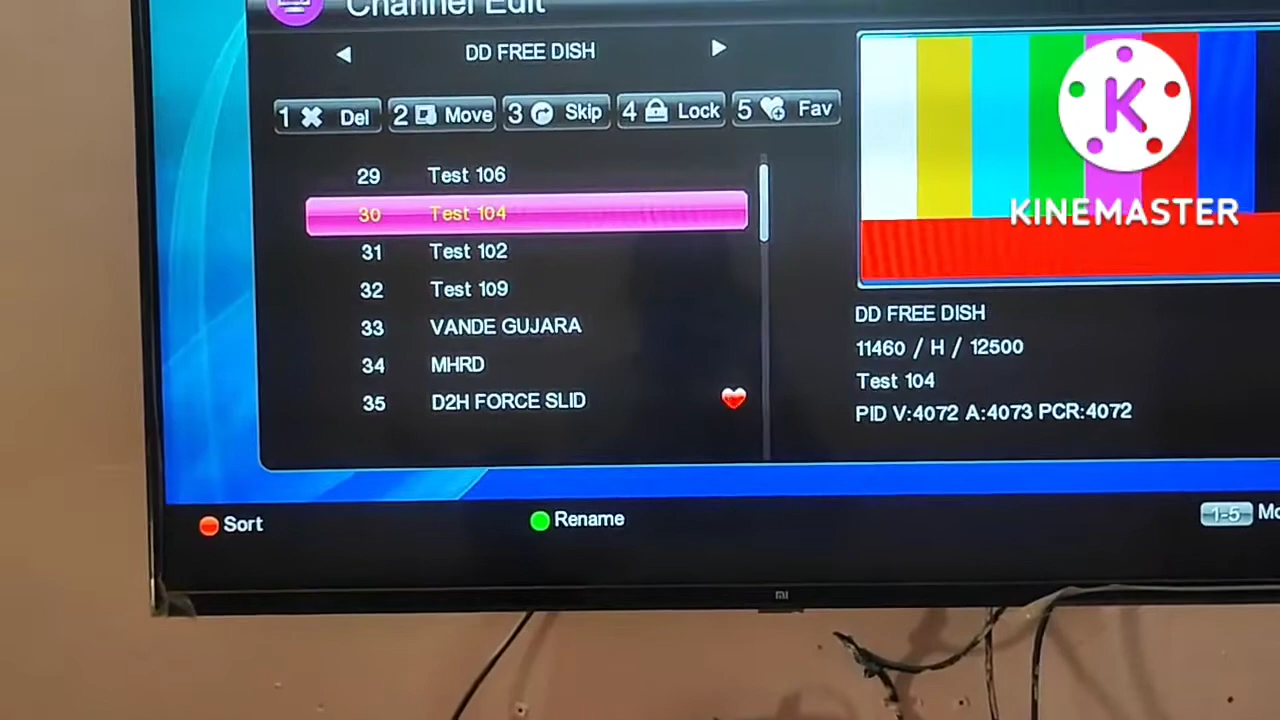 Channel Edit
DD FREE DISH
1 Del 2 Move 3 Skip 4 Lock 5 Fav
29 Test 106
30 Test 104
31 Test 102
32 Test 109
33 VANDE GUJARA
34 MHRD
35 D2H FORCE SLID
K
KINEMASTER
DD FREE DISH
11460 / H / 12500
Test 104
PID V:4072 A:4073 PCR:4072
Sort
Rename
1-5
mi